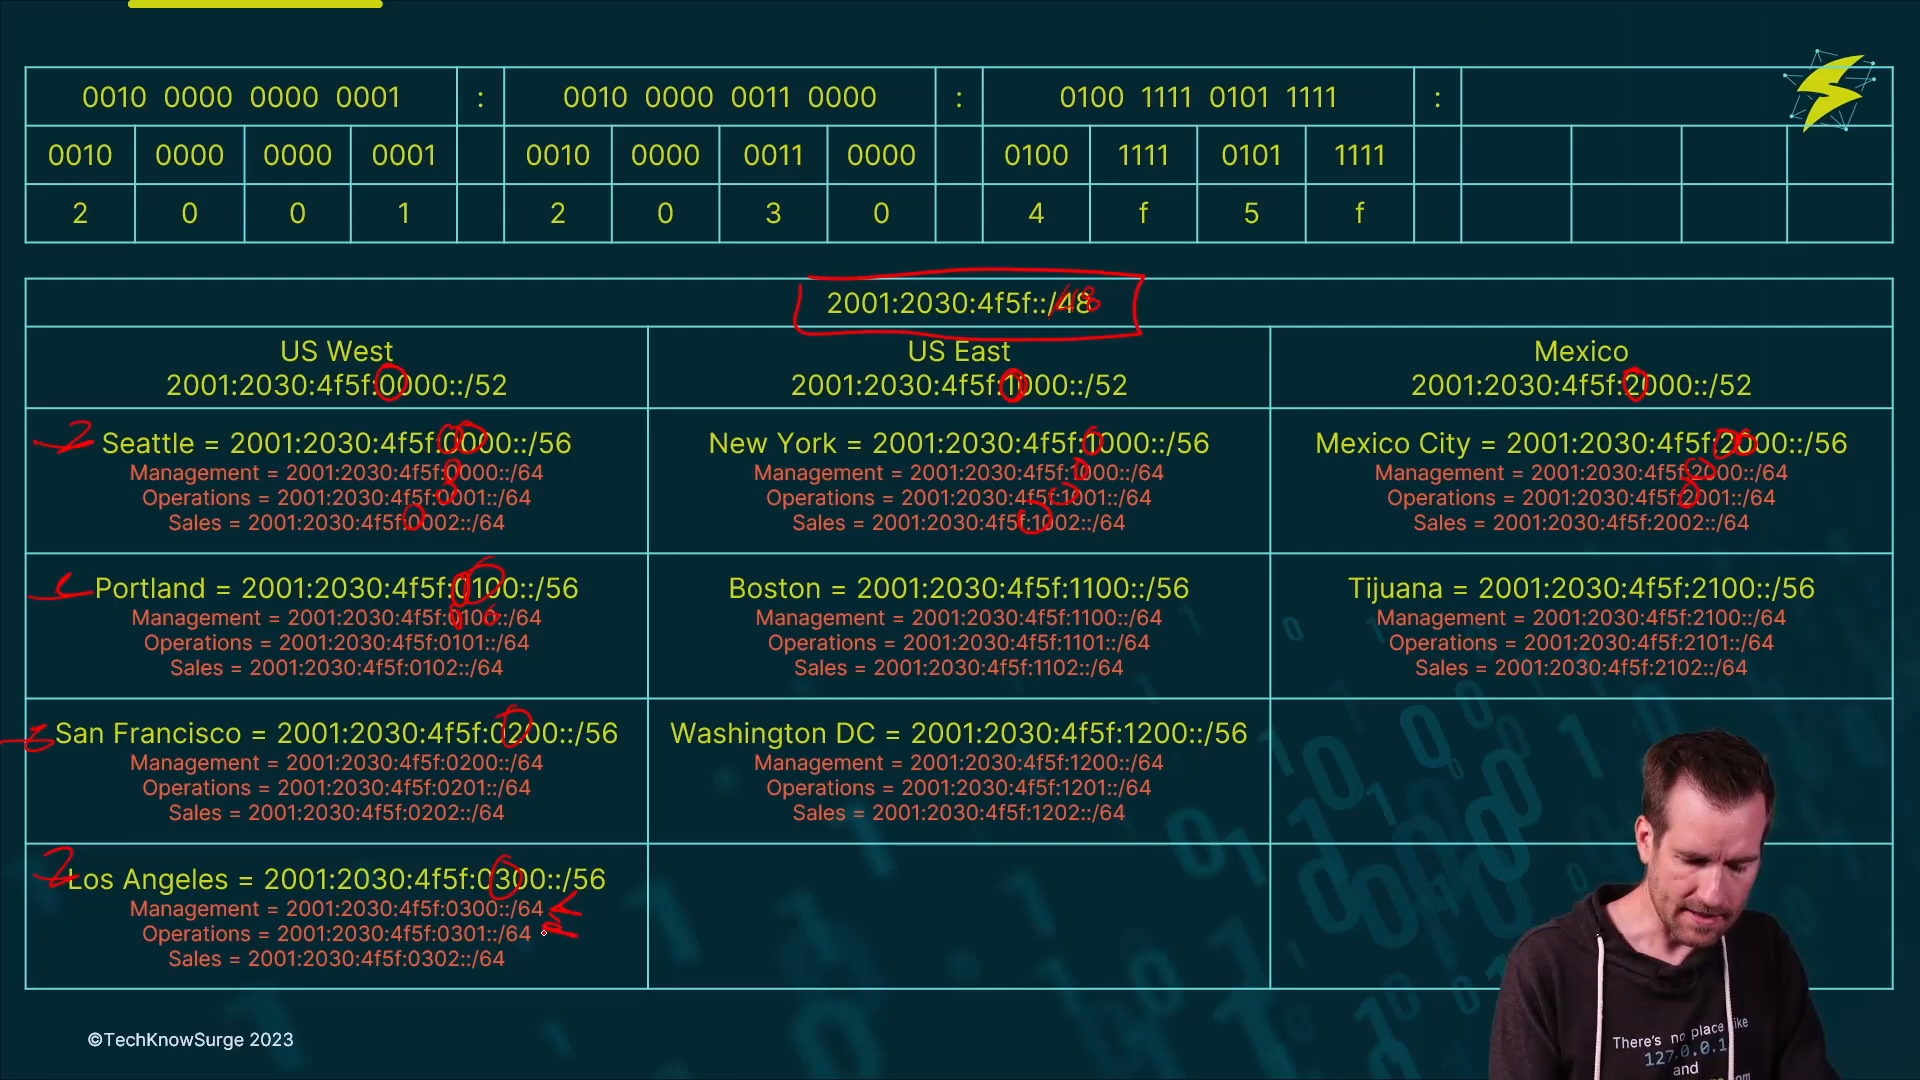 0010 0000 0000 0001 : 0010 0000 0011 0000 : 0100 1111 0101 1111 :
0010 0000 0000 0001 0010 0000 0011 0000 0100 1111 0101 1111
2 0 0 1 2 0 3 0 4 f 5 f
2001:2030:4f5f::/48
US West
2001:2030:4f5f:0000::/52
US East
2001:2030:4f5f:1000::/52
Mexico
2001:2030:4f5f:2000::/52
Seattle = 2001:2030:4f5f:0000::/56
Management = 2001:2030:4f5f:0000::/64
Operations = 2001:2030:4f5f:0001::/64
Sales = 2001:2030:4f5f:0002::/64
New York = 2001:2030:4f5f:1000::/56
Management = 2001:2030:4f5f:1000::/64
Operations = 2001:2030:4f5f:1001::/64
Sales = 2001:2030:4f5f:1002::/64
Mexico City = 2001:2030:4f5f:2000::/56
Management = 2001:2030:4f5f:2000::/64
Operations = 2001:2030:4f5f:2001::/64
Sales = 2001:2030:4f5f:2002::/64
Portland = 2001:2030:4f5f:0100::/56
Management = 2001:2030:4f5f:0100::/64
Operations = 2001:2030:4f5f:0101::/64
Sales = 2001:2030:4f5f:0102::/64
Boston = 2001:2030:4f5f:1100::/56
Management = 2001:2030:4f5f:1100::/64
Operations = 2001:2030:4f5f:1101::/64
Sales = 2001:2030:4f5f:1102::/64
Tijuana = 2001:2030:4f5f:2100::/56
Management = 2001:2030:4f5f:2100::/64
Operations = 2001:2030:4f5f:2101::/64
Sales = 2001:2030:4f5f:2102::/64
San Francisco = 2001:2030:4f5f:0200::/56
Management = 2001:2030:4f5f:0200::/64
Operations = 2001:2030:4f5f:0201::/64
Sales = 2001:2030:4f5f:0202::/64
Washington DC = 2001:2030:4f5f:1200::/56
Management = 2001:2030:4f5f:1200::/64
Operations = 2001:2030:4f5f:1201::/64
Sales = 2001:2030:4f5f:1202::/64
Los Angeles = 2001:2030:4f5f:0300::/56
Management = 2001:2030:4f5f:0300::/64
Operations = 2001:2030:4f5f:0301::/64
Sales = 2001:2030:4f5f:0302::/64
©TechKnowSurge 2023
There's no place like
127.0.0.1
and